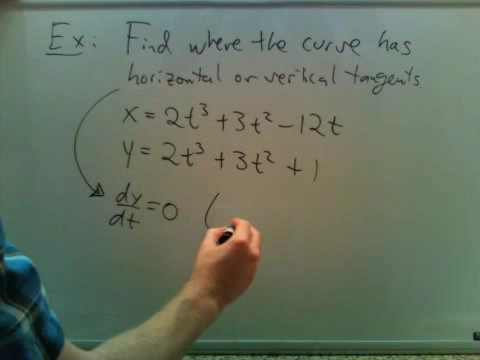 Ex: Find where the curve has
horizontal or vertical tangents.
x = 2t³ + 3t² - 12t
y = 2t³ + 3t² + 1
dy/dt = 0 (